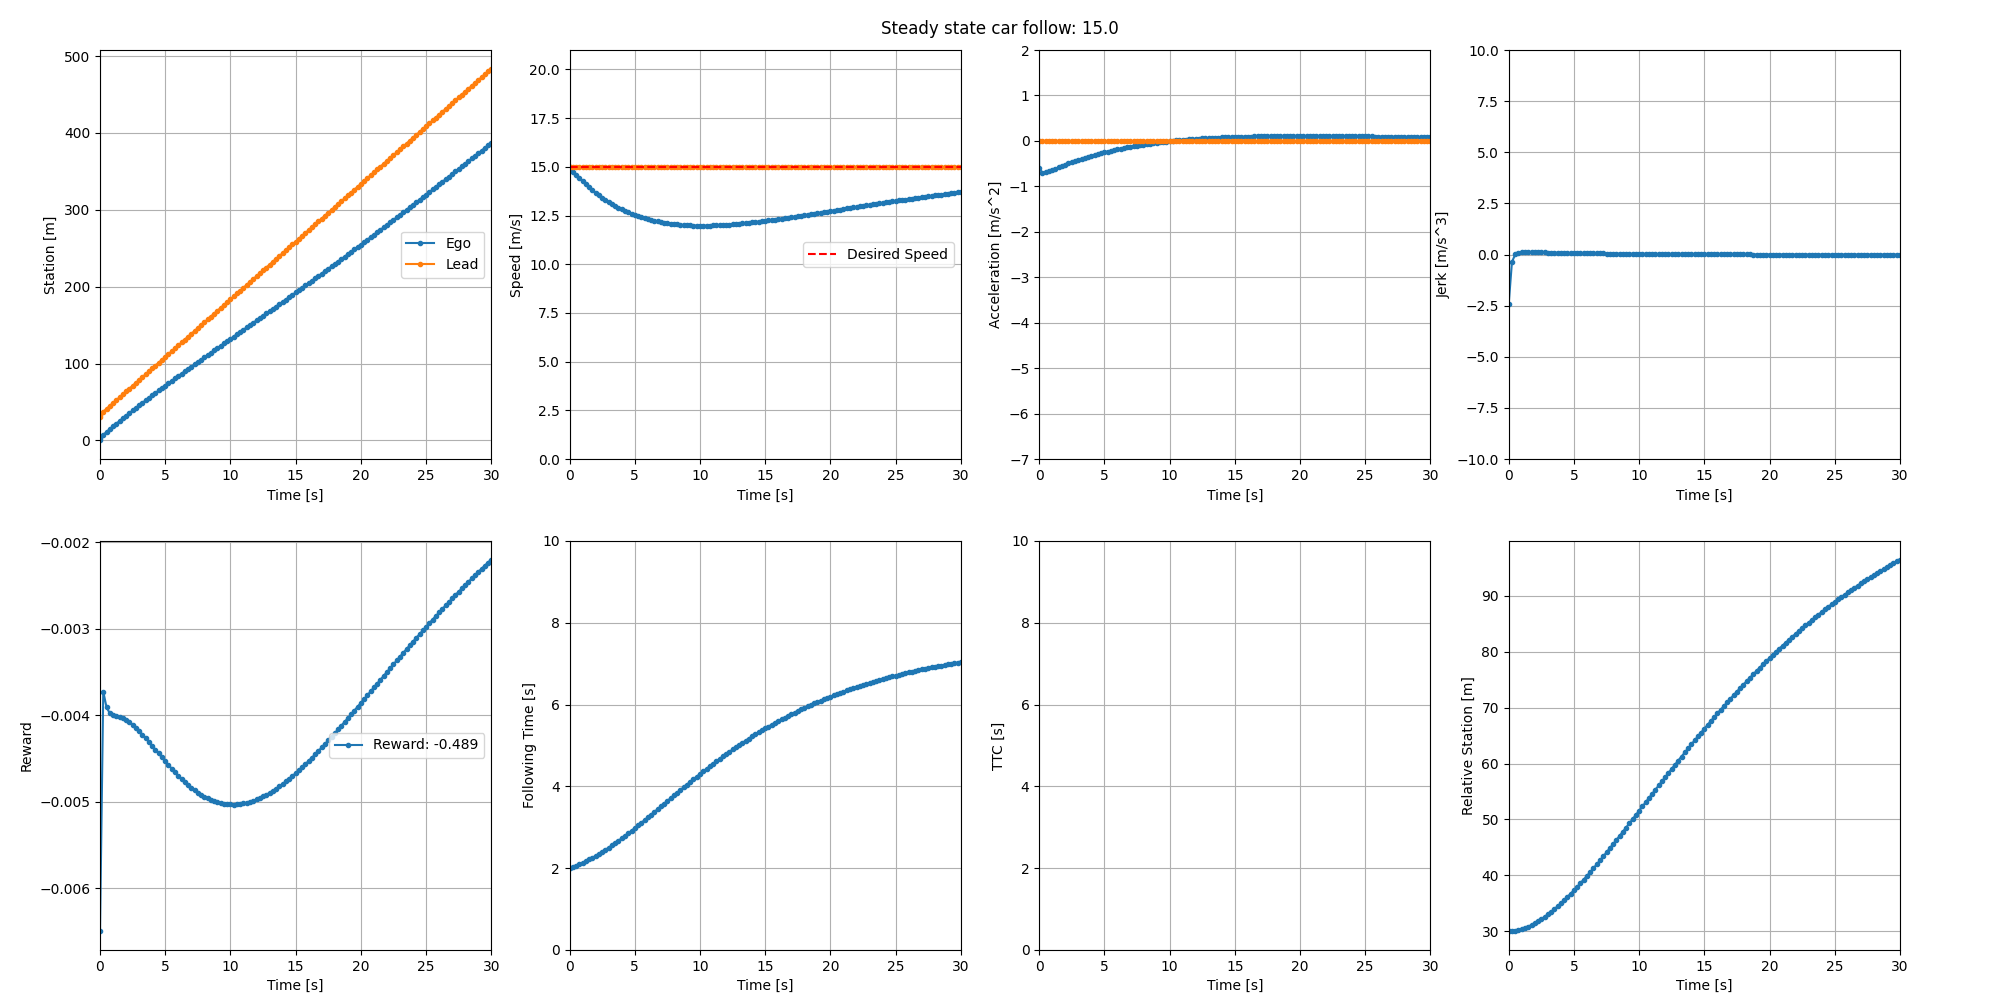 Steady state car follow: 15.0
500
400
300
200
100
0
Station [m]
Ego
Lead
0 5 10 15 20 25 30
Time [s]
20.0
17.5
15.0
12.5
10.0
7.5
5.0
2.5
0.0
Speed [m/s]
Desired Speed
0 5 10 15 20 25 30
Time [s]
2
1
0
−1
−2
−3
−4
−5
−6
−7
Acceleration [m/s^2]
0 5 10 15 20 25 30
Time [s]
10.0
7.5
5.0
2.5
0.0
−2.5
−5.0
−7.5
−10.0
Jerk [m/s^3]
0 5 10 15 20 25 30
Time [s]
−0.002
−0.003
−0.004
−0.005
−0.006
Reward
Reward: -0.489
0 5 10 15 20 25 30
Time [s]
10
8
6
4
2
0
Following Time [s]
0 5 10 15 20 25 30
Time [s]
10
8
6
4
2
0
TTC [s]
0 5 10 15 20 25 30
Time [s]
90
80
70
60
50
40
30
Relative Station [m]
0 5 10 15 20 25 30
Time [s]